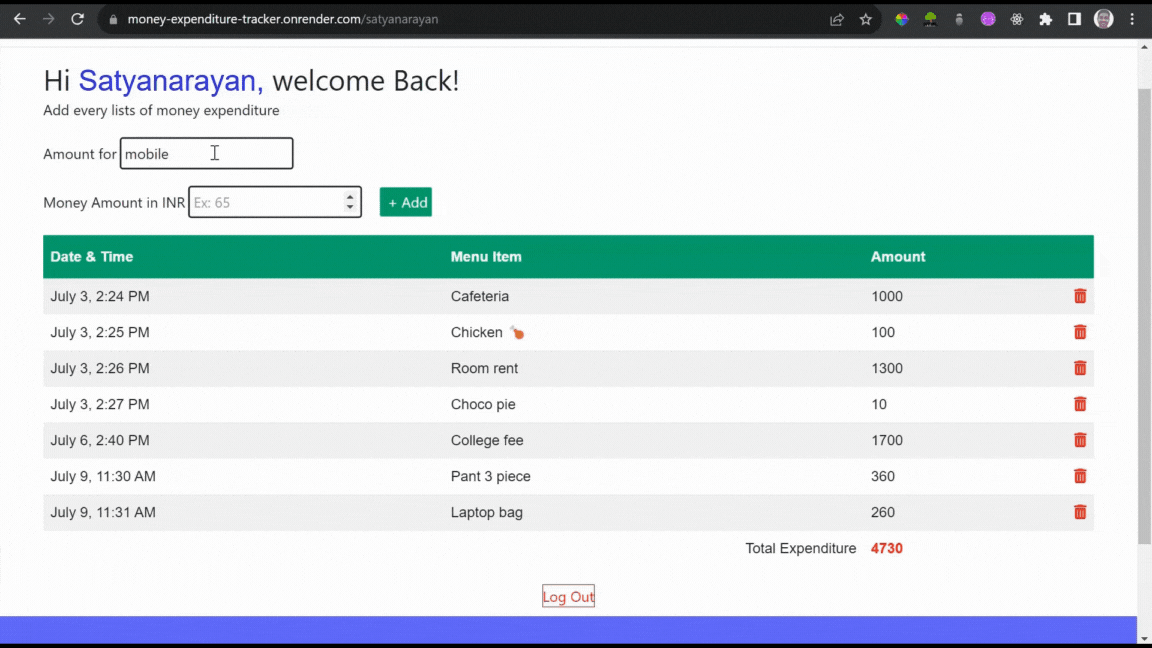 money-expenditure-tracker.onrender.com/satyanarayan
Hi Satyanarayan, welcome Back!
Add every lists of money expenditure
Amount for mobile
Money Amount in INR Ex: 65 + Add
Date & Time Menu Item Amount
July 3, 2:24 PM Cafeteria 1000
July 3, 2:25 PM Chicken 🍗 100
July 3, 2:26 PM Room rent 1300
July 3, 2:27 PM Choco pie 10
July 6, 2:40 PM College fee 1700
July 9, 11:30 AM Pant 3 piece 360
July 9, 11:31 AM Laptop bag 260
Total Expenditure 4730
Log Out